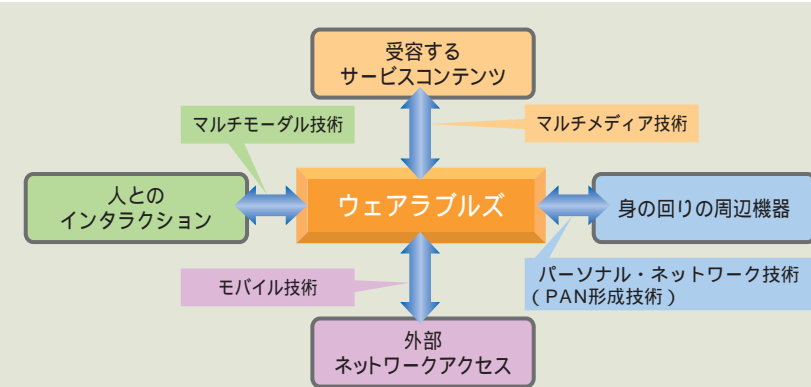 受容する
サービスコンテンツ
マルチモーダル技術
マルチメディア技術
人との
インタラクション
ウェアラブルズ
身の回りの周辺機器
モバイル技術
パーソナル・ネットワーク技術
(PAN形成技術)
外部
ネットワークアクセス